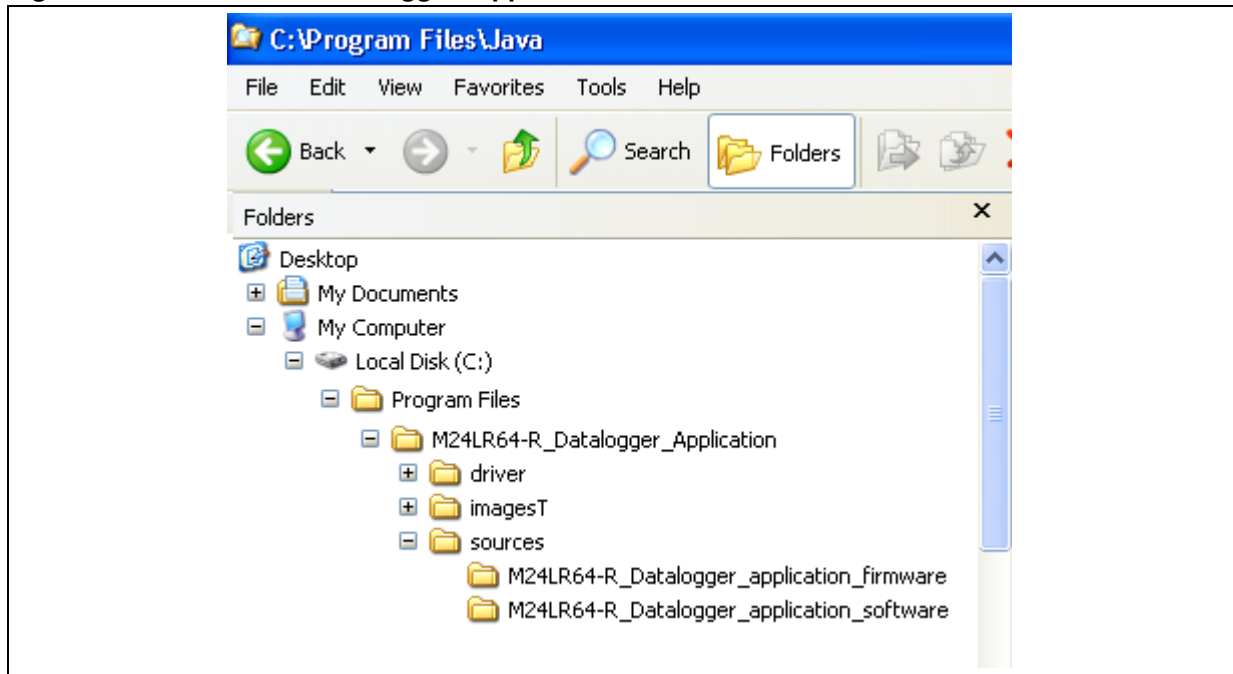 C:\Program Files\Java
File Edit View Favorites Tools Help
Back Search Folders
Folders
Desktop
My Documents
My Computer
Local Disk (C:)
Program Files
M24LR64-R_Datalogger_Application
driver
imagesT
sources
M24LR64-R_Datalogger_application_firmware
M24LR64-R_Datalogger_application_software